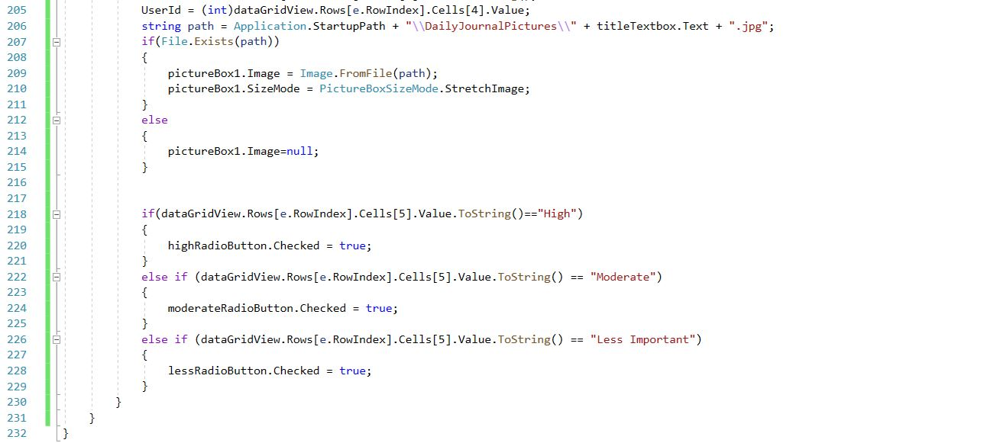 205 UserId = (int)dataGridView.Rows[e.RowIndex].Cells[4].Value;
206 string path = Application.StartupPath + "\\DailyJournalPictures\\" + titleTextbox.Text + ".jpg";
207 if(File.Exists(path))
208 {
209 pictureBox1.Image = Image.FromFile(path);
210 pictureBox1.SizeMode = PictureBoxSizeMode.StretchImage;
211 }
212 else
213 {
214 pictureBox1.Image=null;
215 }
216
217
218 if(dataGridView.Rows[e.RowIndex].Cells[5].Value.ToString()=="High")
219 {
220 highRadioButton.Checked = true;
221 }
222 else if (dataGridView.Rows[e.RowIndex].Cells[5].Value.ToString() == "Moderate")
223 {
224 moderateRadioButton.Checked = true;
225 }
226 else if (dataGridView.Rows[e.RowIndex].Cells[5].Value.ToString() == "Less Important")
227 {
228 lessRadioButton.Checked = true;
229 }
230 }
231 }
232 }